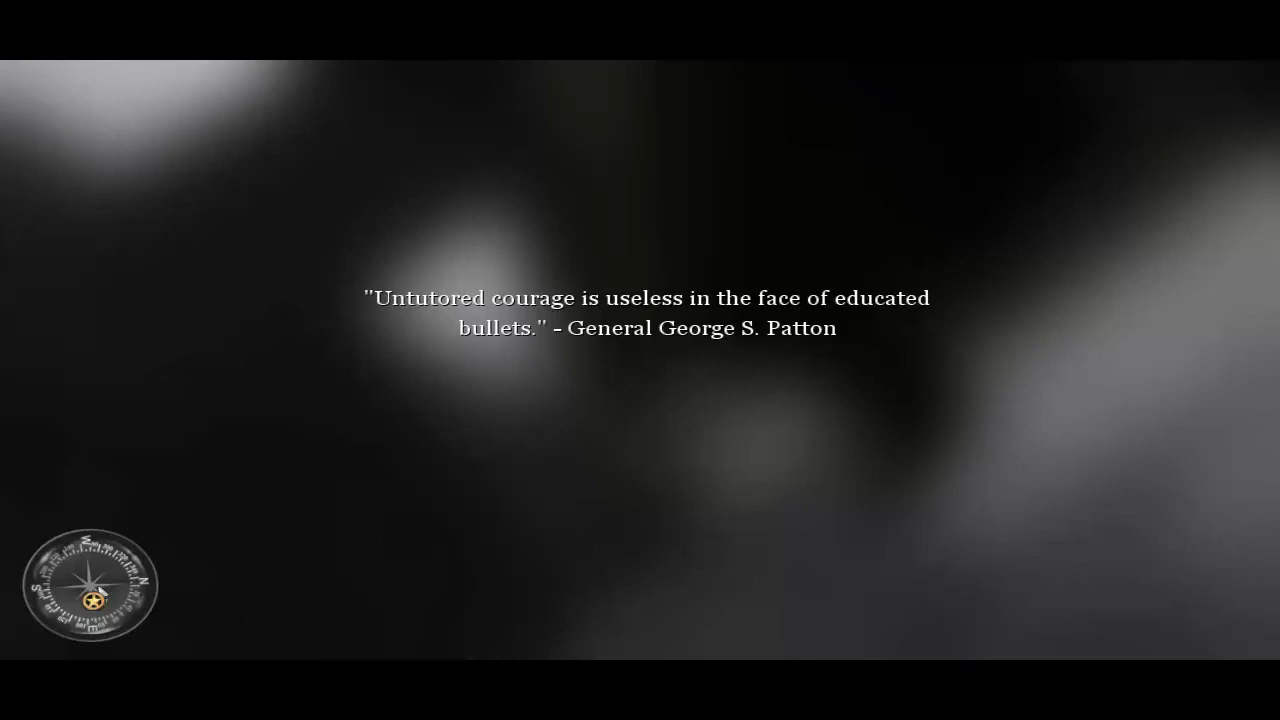 "Untutored courage is useless in the face of educated
bullets." - General George S. Patton
W
N
S
E